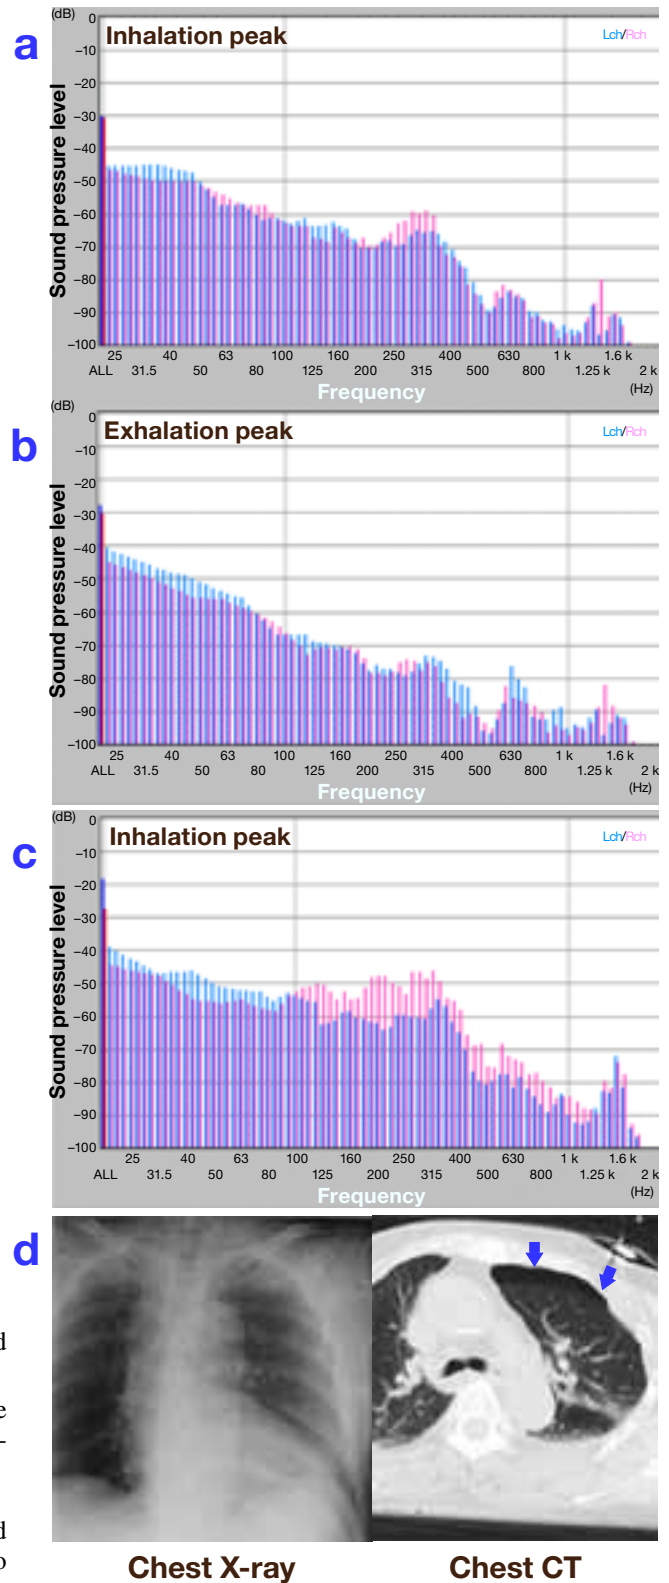 a
(dB)
Inhalation peak
Lch/Rch
Sound pressure level
0
−10
−20
−30
−40
−50
−60
−70
−80
−90
−100
25 40 63 100 160 250 400 630 1 k 1.6 k
ALL 31.5 50 80 125 200 315 500 800 1.25 k 2 k
Frequency
(Hz)
b
(dB)
Exhalation peak
Lch/Rch
Sound pressure level
0
−10
−20
−30
−40
−50
−60
−70
−80
−90
−100
25 40 63 100 160 250 400 630 1 k 1.6 k
ALL 31.5 50 80 125 200 315 500 800 1.25 k 2 k
Frequency
(Hz)
c
(dB)
Inhalation peak
Lch/Rch
Sound pressure level
0
−10
−20
−30
−40
−50
−60
−70
−80
−90
−100
25 40 63 100 160 250 400 630 1 k 1.6 k
ALL 31.5 50 80 125 200 315 500 800 1.25 k 2 k
Frequency
(Hz)
d
Chest X-ray
Chest CT